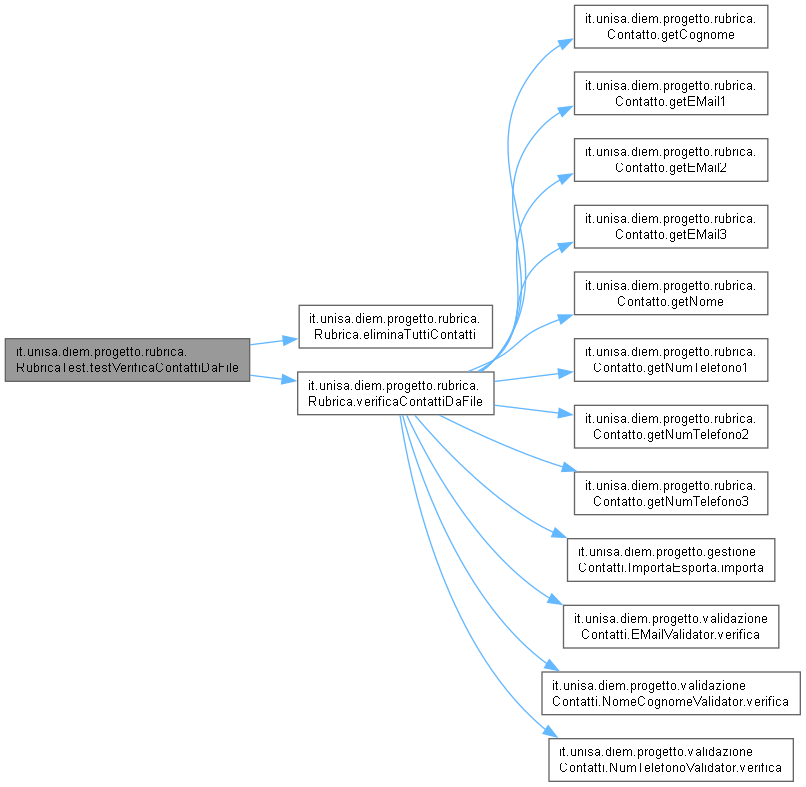 it.unisa.diem.progetto.rubrica.
Contatto.getCognome
it.unisa.diem.progetto.rubrica.
Contatto.getEMail1
it.unisa.diem.progetto.rubrica.
Contatto.getEMail2
it.unisa.diem.progetto.rubrica.
Contatto.getEMail3
it.unisa.diem.progetto.rubrica.
Contatto.getNome
it.unisa.diem.progetto.rubrica.
Rubrica.eliminaTuttiContatti
it.unisa.diem.progetto.rubrica.
RubricaTest.testVerificaContattiDaFile
it.unisa.diem.progetto.rubrica.
Rubrica.verificaContattiDaFile
it.unisa.diem.progetto.rubrica.
Contatto.getNumTelefono1
it.unisa.diem.progetto.rubrica.
Contatto.getNumTelefono2
it.unisa.diem.progetto.rubrica.
Contatto.getNumTelefono3
it.unisa.diem.progetto.gestione
Contatti.ImportaEsporta.importa
it.unisa.diem.progetto.validazione
Contatti.EMailValidator.verifica
it.unisa.diem.progetto.validazione
Contatti.NomeCognomeValidator.verifica
it.unisa.diem.progetto.validazione
Contatti.NumTelefonoValidator.verifica